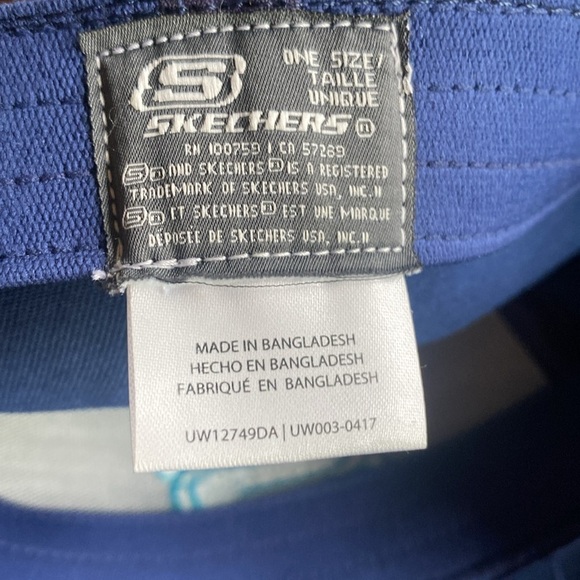 S
ONE SIZE/
TAILLE
UNIQUE
SKECHERS®
RN 100759 | CA 57289
S® AND SKECHERS® IS A REGISTERED
TRADEMARK OF SKECHERS USA, INC. II
S® ET SKECHERS® EST UNE MARQUE
DÉPOSÉE DE SKECHERS USA, INC. II
MADE IN BANGLADESH
HECHO EN BANGLADESH
FABRIQUÉ EN BANGLADESH
UW12749DA | UW003-0417